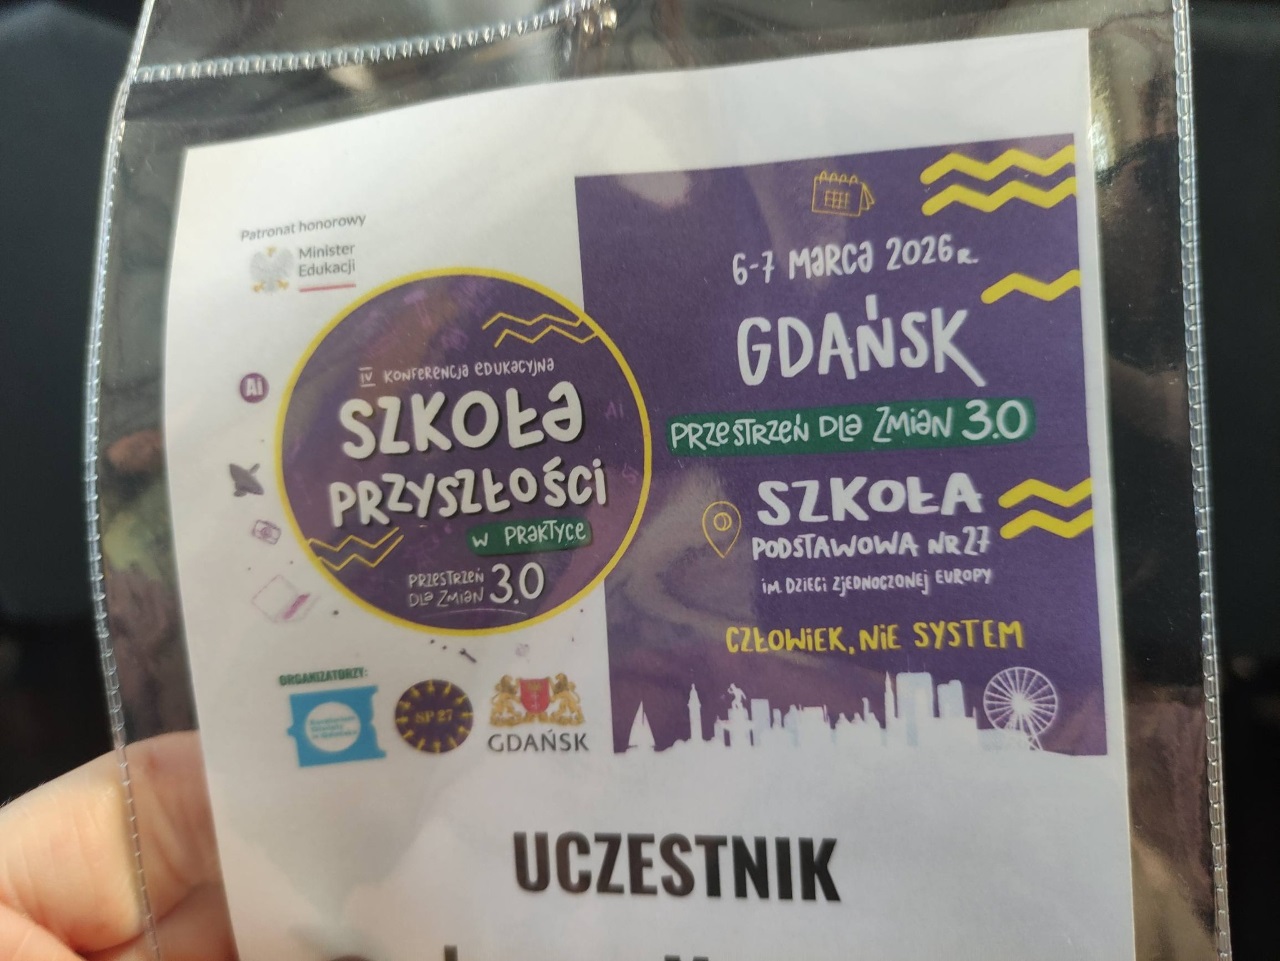 Patronat honorowy
Minister
Edukacji
AI
IV KONFERENCJA EDUKACYJNA
SZKOŁA
PRZYSZŁOŚCI
W PRAKTYCE
PRZESTRZEŃ
DLA ZMIAN 3.0
ORGANIZATORZY:
SP 27
GDAŃSK
6-7 MARCA 2026 R.
GDAŃSK
PRZESTRZEŃ DLA ZMIAN 3.0
SZKOŁA
PODSTAWOWA NR 27
IM. DZIECI ZJEDNOCZONEJ EUROPY
CZŁOWIEK, NIE SYSTEM
UCZESTNIK